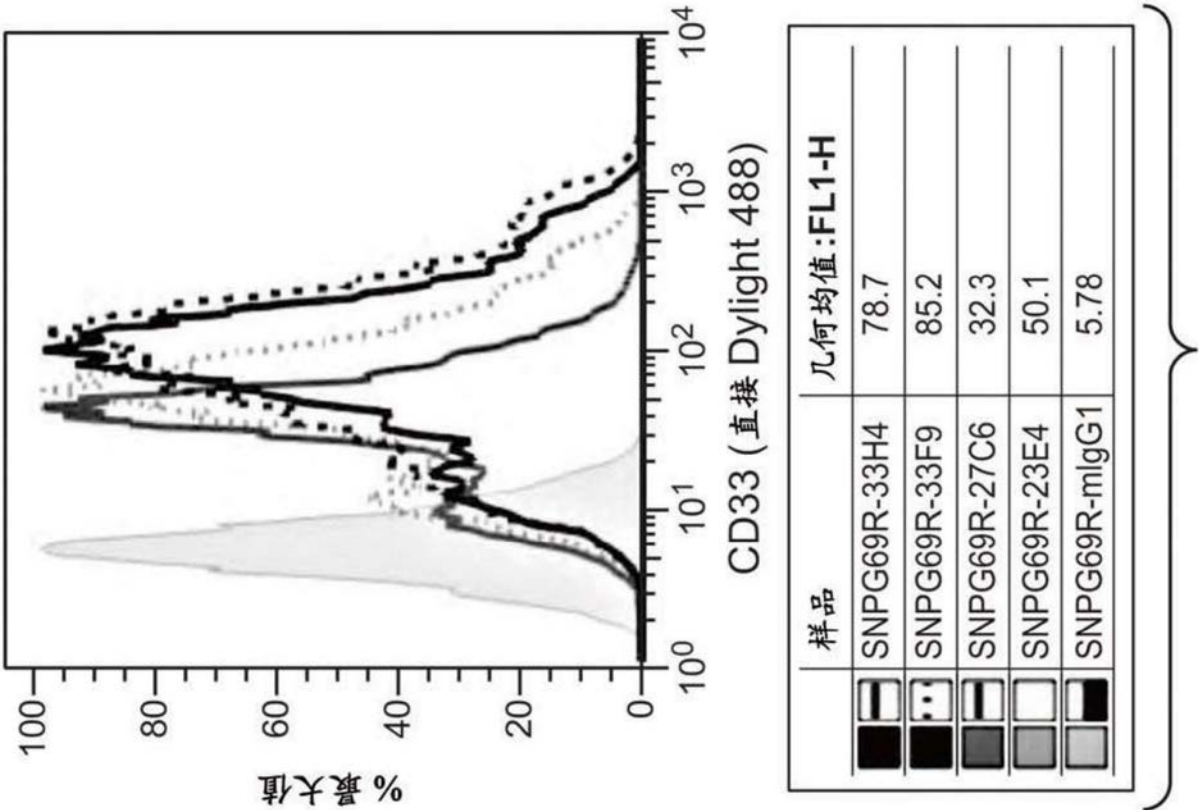 % 最大值
100
80
60
40
20
0
10⁰
10¹
10²
10³
10⁴
CD33 (直接 Dylight 488)
样品 几何均值:FL1-H
SNPG69R-33H4 78.7
SNPG69R-33F9 85.2
SNPG69R-27C6 32.3
SNPG69R-23E4 50.1
SNPG69R-mIgG1 5.78